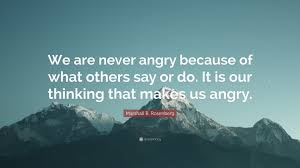 We are never angry because of
what others say or do. It is our
thinking that makes us angry.
Marshall B. Rosenberg